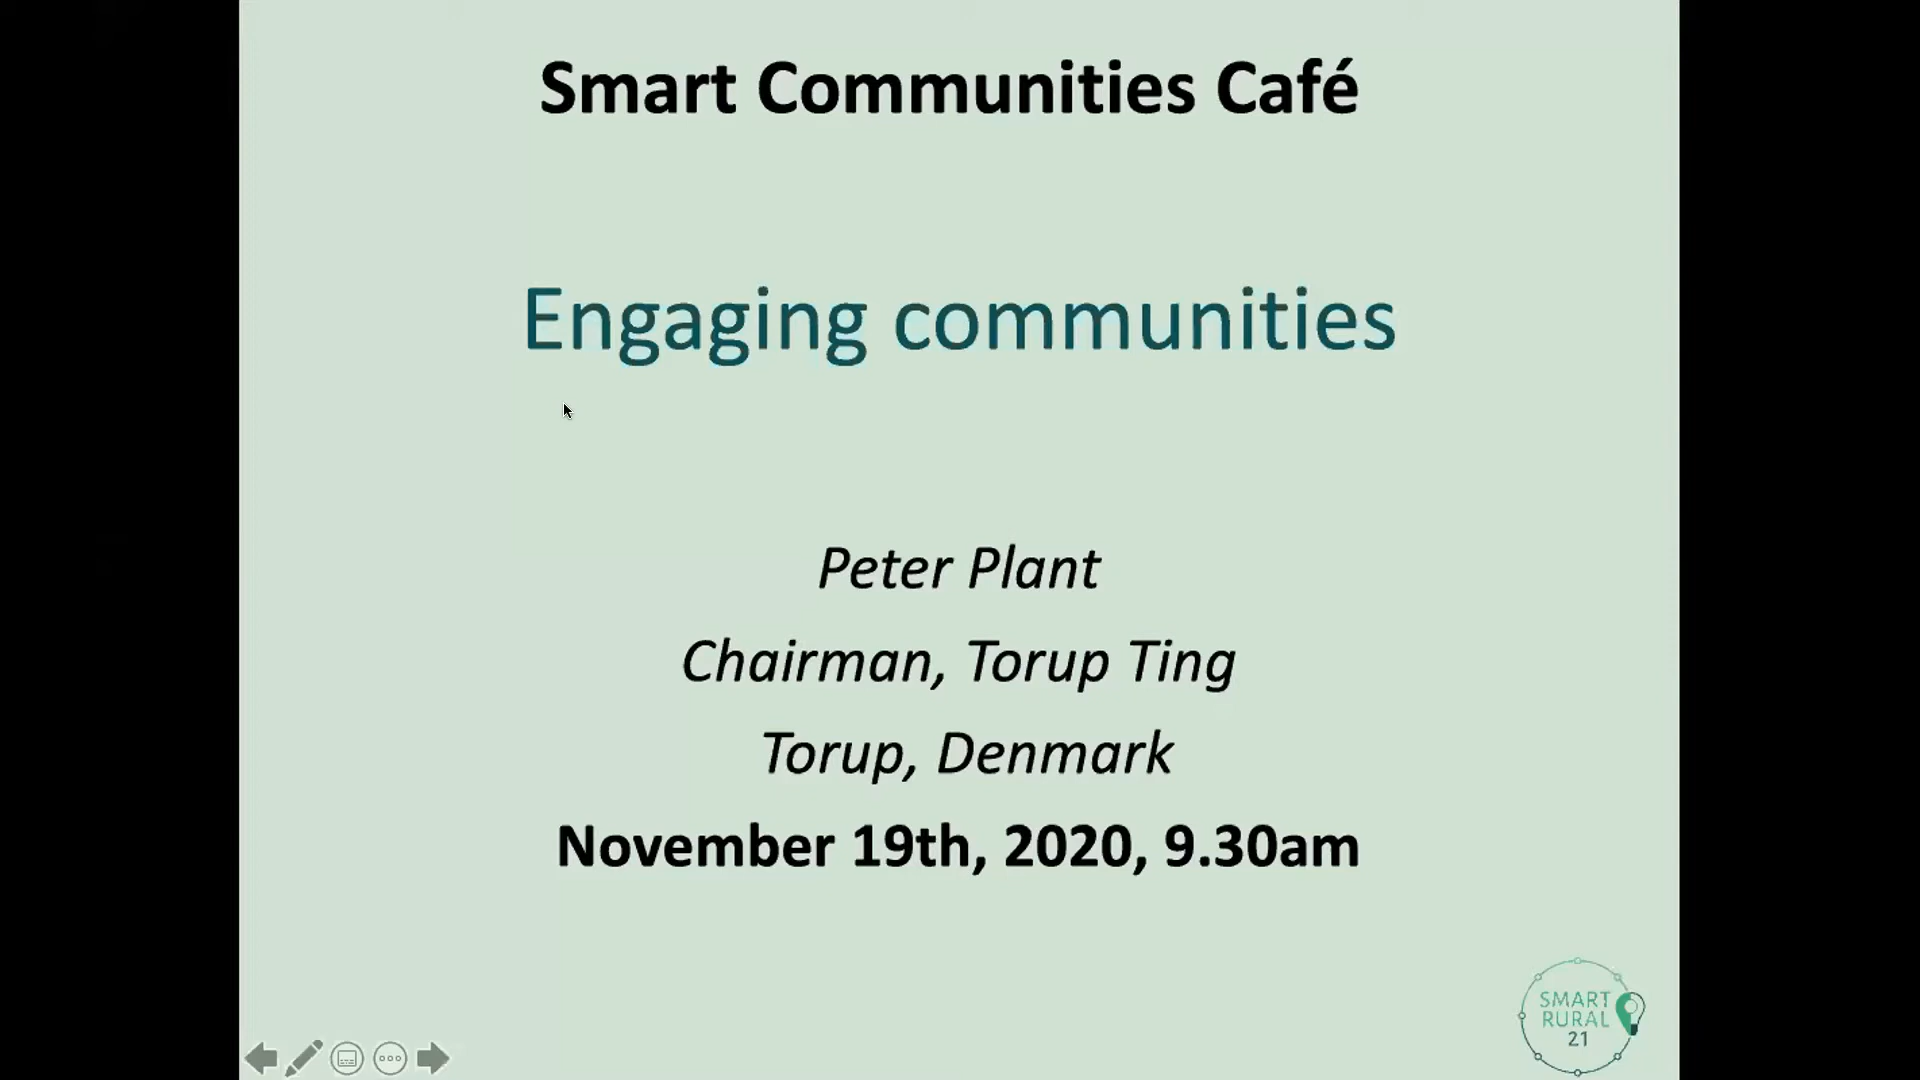 Smart Communities Café
Engaging communities
Peter Plant
Chairman, Torup Ting
Torup, Denmark
November 19th, 2020, 9.30am
SMART
RURAL
21